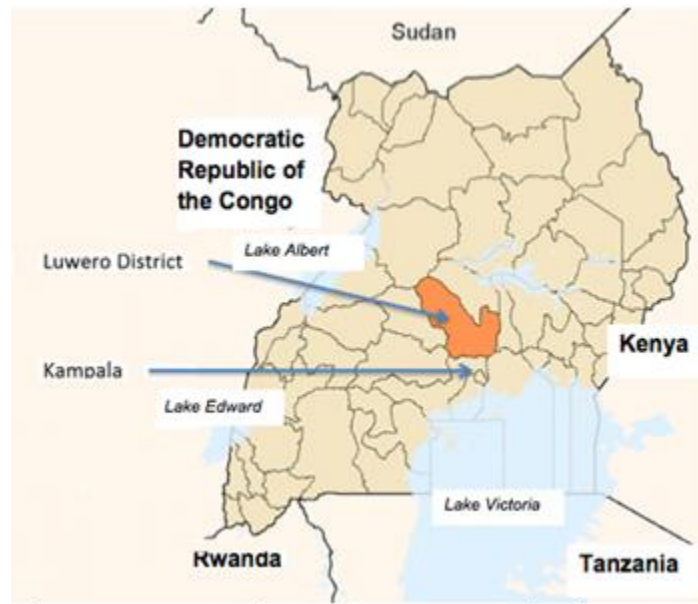 Sudan
Democratic
Republic of
the Congo
Lake Albert
Luwero District
Kenya
Kampala
Lake Edward
Lake Victoria
Rwanda
Tanzania